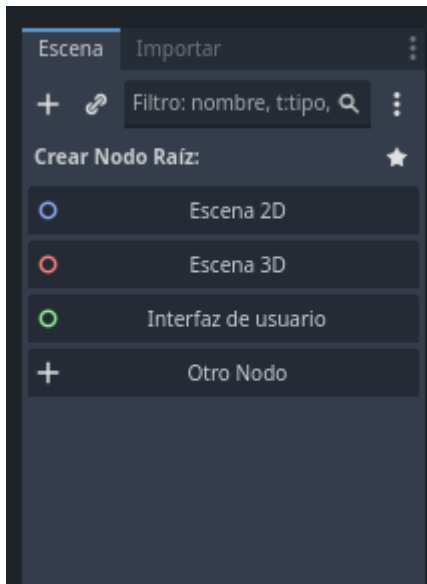 Escena Importar
Filtro: nombre, t:tipo,
Crear Nodo Raíz:
Escena 2D
Escena 3D
Interfaz de usuario
Otro Nodo